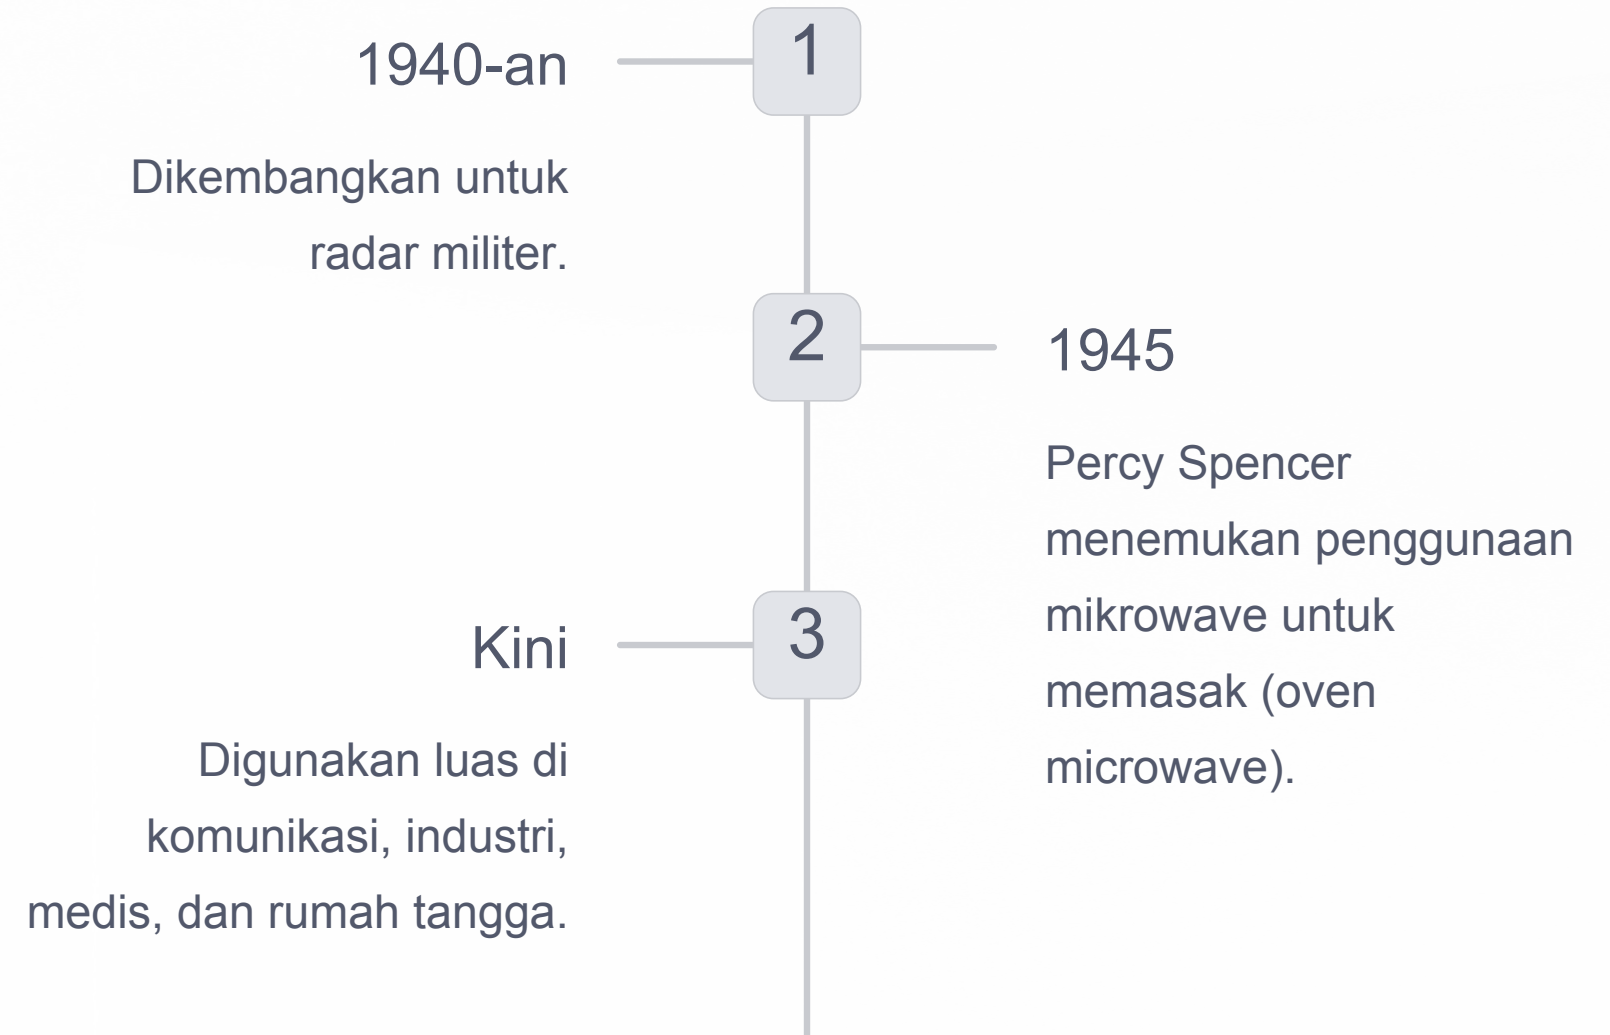 1
1940-an
Dikembangkan untuk
radar militer.
2
1945
Percy Spencer
menemukan penggunaan
mikrowave untuk
memasak (oven
microwave).
3
Kini
Digunakan luas di
komunikasi, industri,
medis, dan rumah tangga.